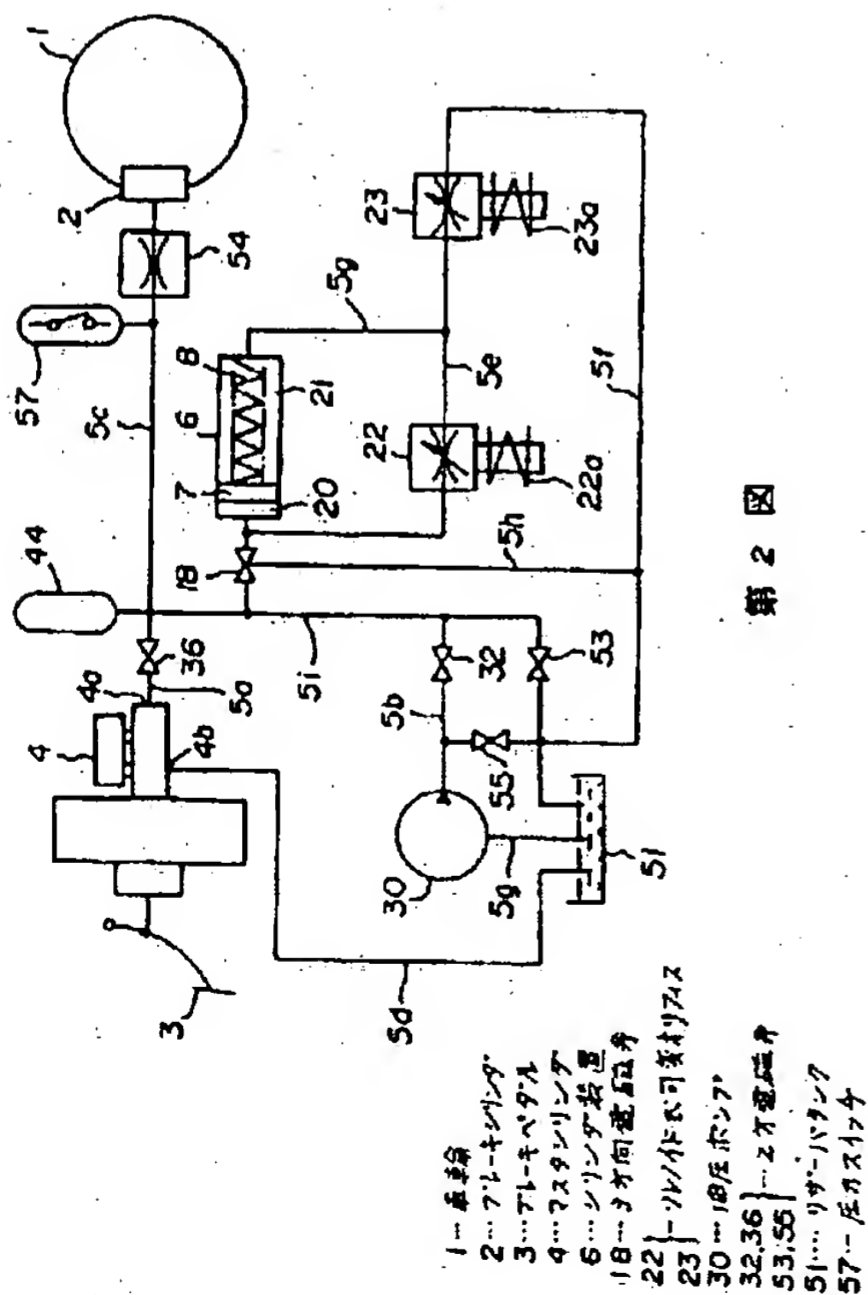 3
4
4a
4b
5a
36
44
5c
57
54
2
1
5d
30
5g
51
55
5b
32
53
5i
18
20
7
6
8
21
5g
5h
22
22a
5e
23
23a
5f
1…車輪
2…ブレーキシリンダ
3…ブレーキペダル
4…マスタシリンダ
6…シリンダ装置
18…3方向電磁弁
22
23}…ソレノイド式可変オリフィス
30…油圧ポンプ
32,36
53,55}…2方電磁弁
51…リザーバタンク
57…圧力スイッチ
第2図